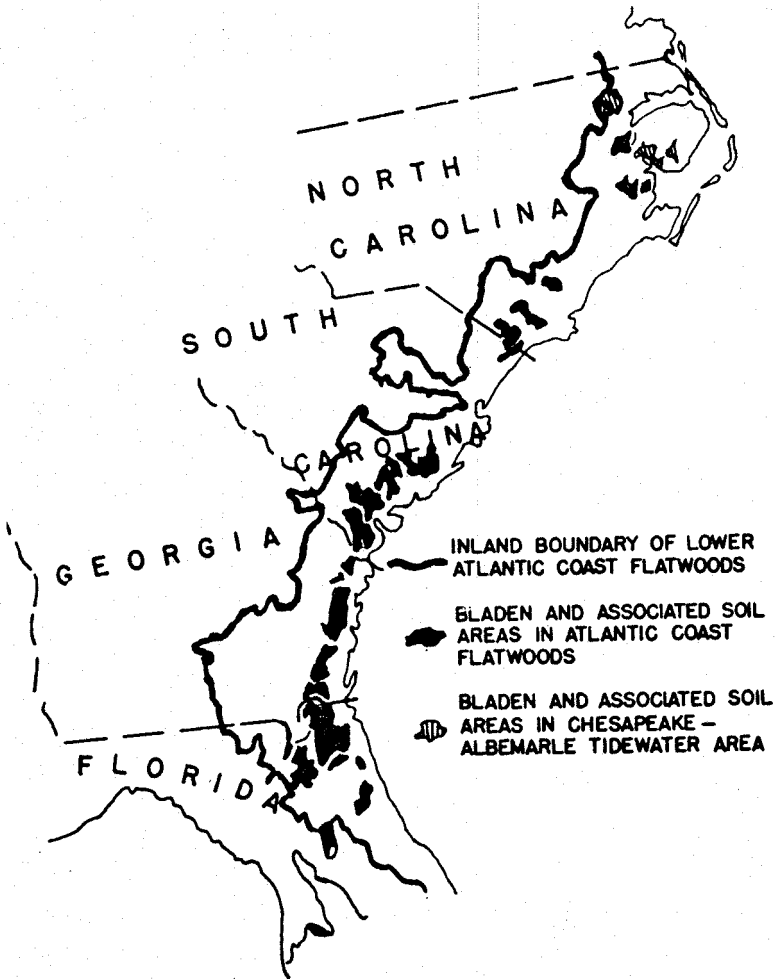 NORTH
CAROLINA
SOUTH
CAROLINA
GEORGIA
FLORIDA
INLAND BOUNDARY OF LOWER
ATLANTIC COAST FLATWOODS
BLADEN AND ASSOCIATED SOIL
AREAS IN ATLANTIC COAST
FLATWOODS
BLADEN AND ASSOCIATED SOIL
AREAS IN CHESAPEAKE–
ALBEMARLE TIDEWATER AREA